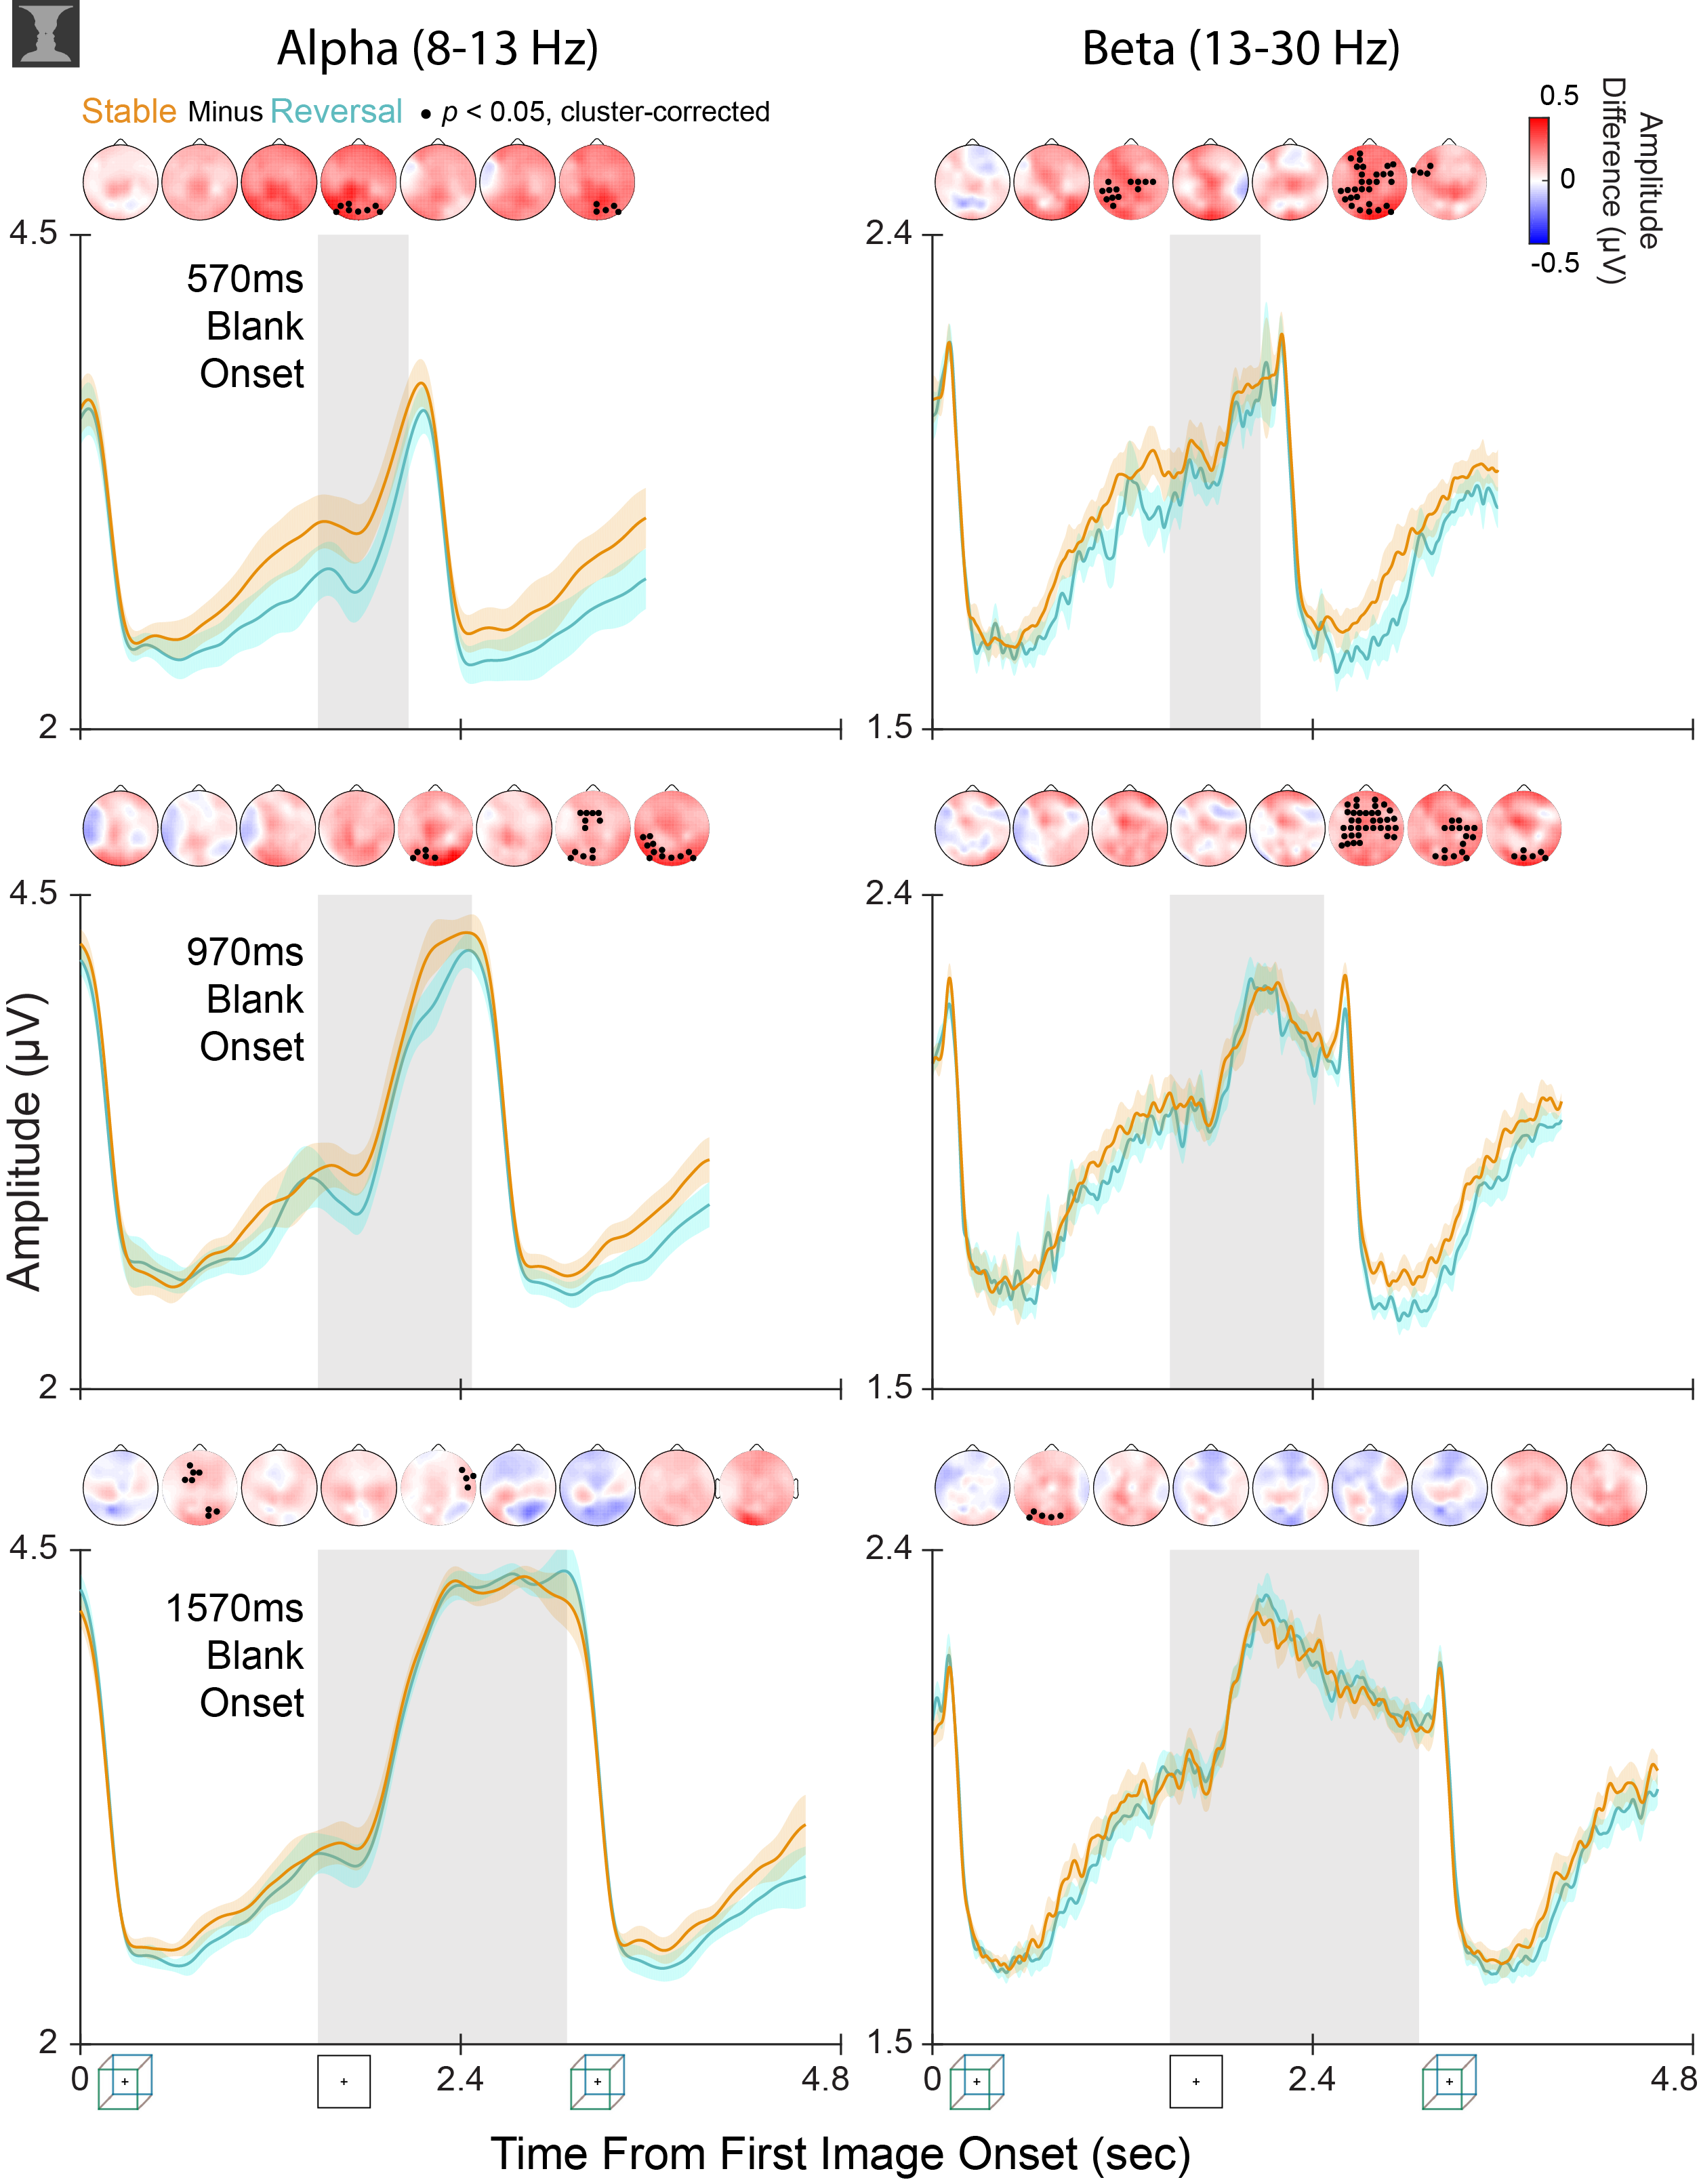 Alpha (8-13 Hz)
Beta (13-30 Hz)
Stable Minus Reversal • p < 0.05, cluster-corrected
0.5
0
-0.5
Amplitude
Difference (µV)
4.5
570ms
Blank
Onset
2
2.4
1.5
4.5
970ms
Blank
Onset
2
2.4
1.5
Amplitude (µV)
4.5
1570ms
Blank
Onset
2
2.4
1.5
0
2.4
4.8
0
2.4
4.8
Time From First Image Onset (sec)